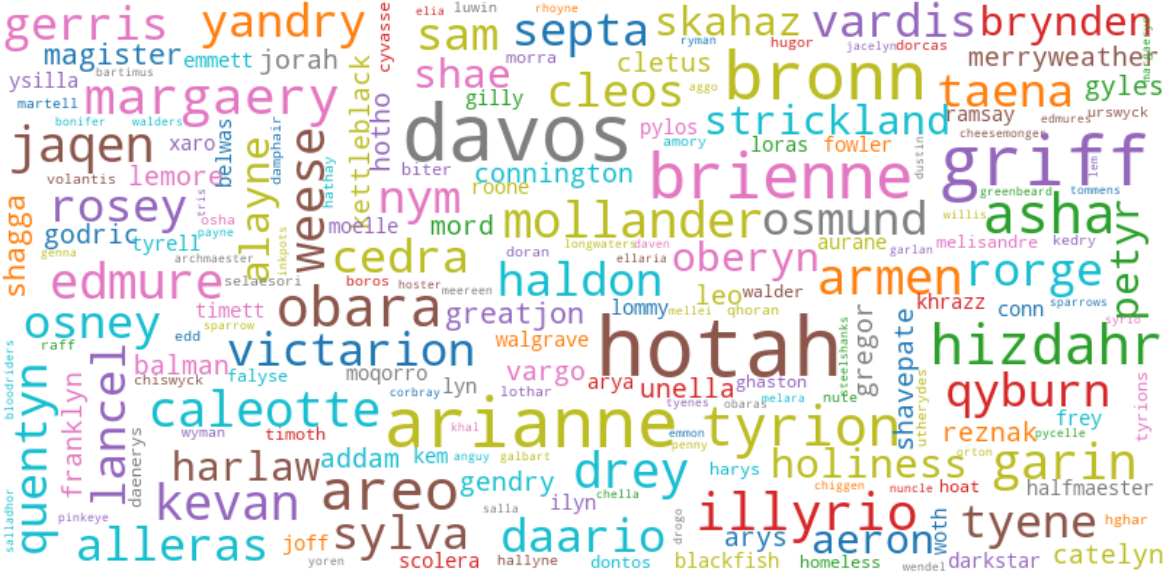 elia luwin rhoyne
gerris yandry cyvasse sam septa skahaz vardis brynden
magister emmett jorah ryman hugor jacelyn dorcas merryweather margaerys
ysilla bartimus shae morra cletus bronn taena gyles
martell margaery kettleblack hotho gilly cleos aggo
bonifer walders davos pylos strickland ramsay edmures urswyck
jaqen xaro belwas damphair weese amory loras fowler cheesemonger griff lem
volantis lemore alayne hathay biter connington brienne dustin
shagga rosey tris nym roohe greenbeard tommens
osha payne moelle mord mollander osmund willis asha petyr
godric tyrell inkpots
genna archmaester cedra doran longwaters daven aurane garlan melisandre kedry
edmure selaesori boros hoster meereen ellaria oberyn armen rorge
haldon leo walder
osney timett obara greatjon lommy mellei qhoran khrazz conn sparrows
sparrow hotah gregor shavepate syrio
raff edd victarion walgrave steelshanks hizdahr
bloodriders lancel balman moqorro vargo
chiswyck falyse lyn lothar arya unella ghaston qyburn
quentyn franklyn corbray tyenes obaras melara nute utherydes tyrions
caleotte arianne khal tyrion frey
wyman timoth emmon penny reznak pycelle
daenerys harlaw addam kem anguy galbart drey harys holiness orton garin
salladhor kevan areo gendry chella chiggen nuncle hoat halfmaester
pinkeye salla ilyn illyrio tyene hghar
alleras joff sylva daario drogo arys aeron woth
yoren scolera hallyne dontos blackfish homeless wendel darkstar catelyn